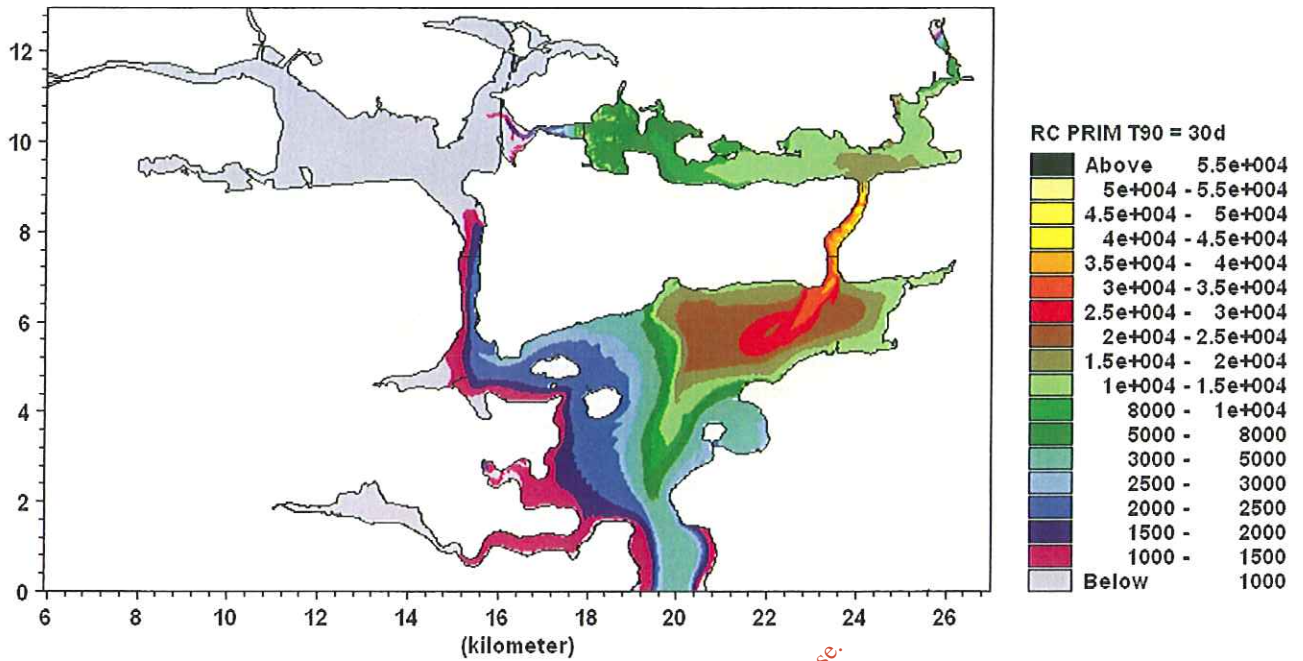 12
10
8
6
4
2
0
6 8 10 12 14 16 18 20 22 24 26
(kilometer)
RC PRIM T90 = 30d
Above 5.5e+004
5e+004 - 5.5e+004
4.5e+004 - 5e+004
4e+004 - 4.5e+004
3.5e+004 - 4e+004
3e+004 - 3.5e+004
2.5e+004 - 3e+004
2e+004 - 2.5e+004
1.5e+004 - 2e+004
1e+004 - 1.5e+004
8000 - 1e+004
5000 - 8000
3000 - 5000
2500 - 3000
2000 - 2500
1500 - 2000
1000 - 1500
Below 1000